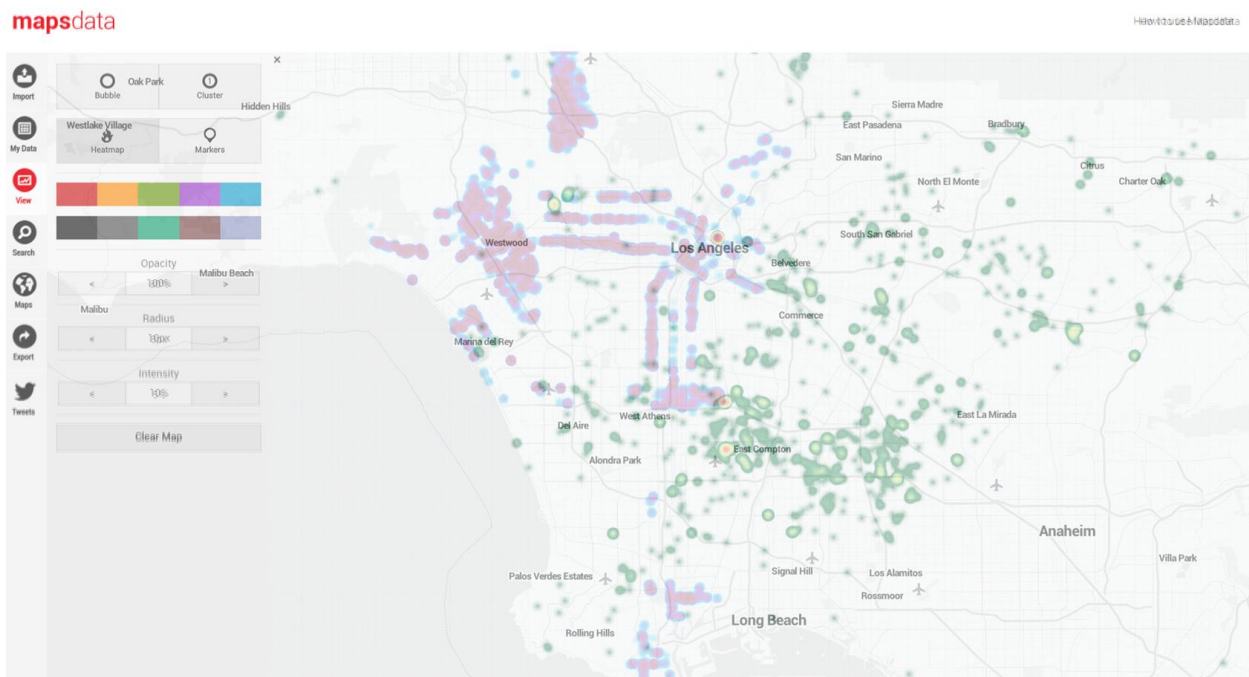 mapsdata
Import
My Data
View
Search
Maps
Export
Tweets
Bubble
Oak Park
Cluster
Westlake Village
Heatmap
Markers
Opacity
Malibu Beach
Malibu
Radius
Intensity
Clear Map
Hidden Hills
Sierra Madre
East Pasadena
Bradbury
San Marino
Citrus
North El Monte
Charter Oak
Westwood
Los Angeles
South San Gabriel
Belvedere
Commerce
Marina del Rey
West Athens
East La Mirada
Del Aire
Alondra Park
East Compton
Anaheim
Villa Park
Palos Verdes Estates
Signal Hill
Los Alamitos
Rossmoor
Long Beach
Rolling Hills